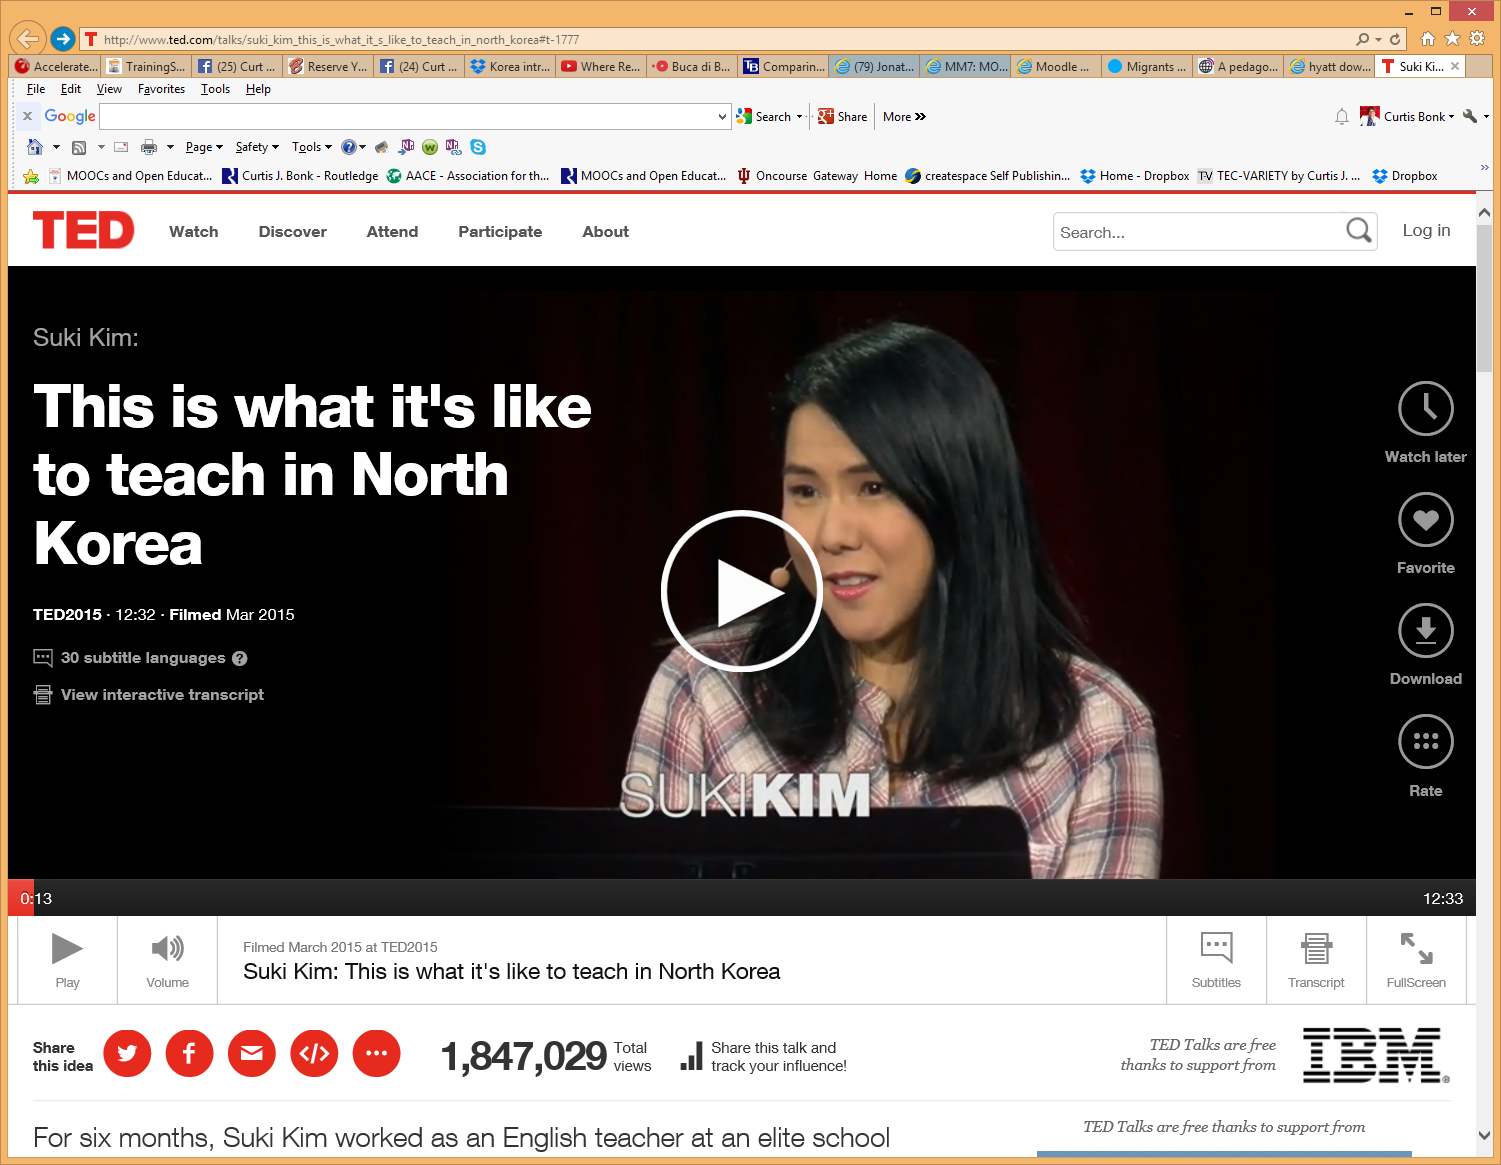 http://www.ted.com/talks/suki_kim_this_is_what_it_s_like_to_teach_in_north_korea#t-1777
Accelerate... TrainingS... (25) Curt ... Reserve Y... (24) Curt ... Korea intr... Where Re... Buca di B... Comparin... (79) Jonat... MM7: MO... Moodle ... Migrants ... A pedago... hyatt dow... Suki Ki...
File Edit View Favorites Tools Help
x Google Search Share More » Curtis Bonk
Page Safety Tools
MOOCs and Open Educat... Curtis J. Bonk - Routledge AACE - Association for th... MOOCs and Open Educat... Oncourse Gateway Home createspace Self Publishin... Home - Dropbox TEC-VARIETY by Curtis J. ... Dropbox
TED Watch Discover Attend Participate About Search... Log in
Suki Kim:
This is what it's like
to teach in North
Korea
TED2015 · 12:32 · Filmed Mar 2015
30 subtitle languages ?
View interactive transcript
Watch later
Favorite
Download
Rate
SUKIKIM
0:13 12:33
Play Volume
Filmed March 2015 at TED2015
Suki Kim: This is what it's like to teach in North Korea
Subtitles Transcript FullScreen
Share
this idea
1,847,029 Total
views
Share this talk and
track your influence!
TED Talks are free
thanks to support from
IBM®
For six months, Suki Kim worked as an English teacher at an elite school
TED Talks are free thanks to support from